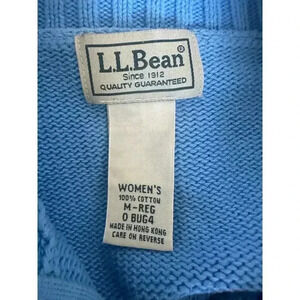 L.L.Bean®
Since 1912
QUALITY GUARANTEED
WOMEN'S
100% COTTON
M-REG
0 BUG4
MADE IN HONG KONG
CARE ON REVERSE